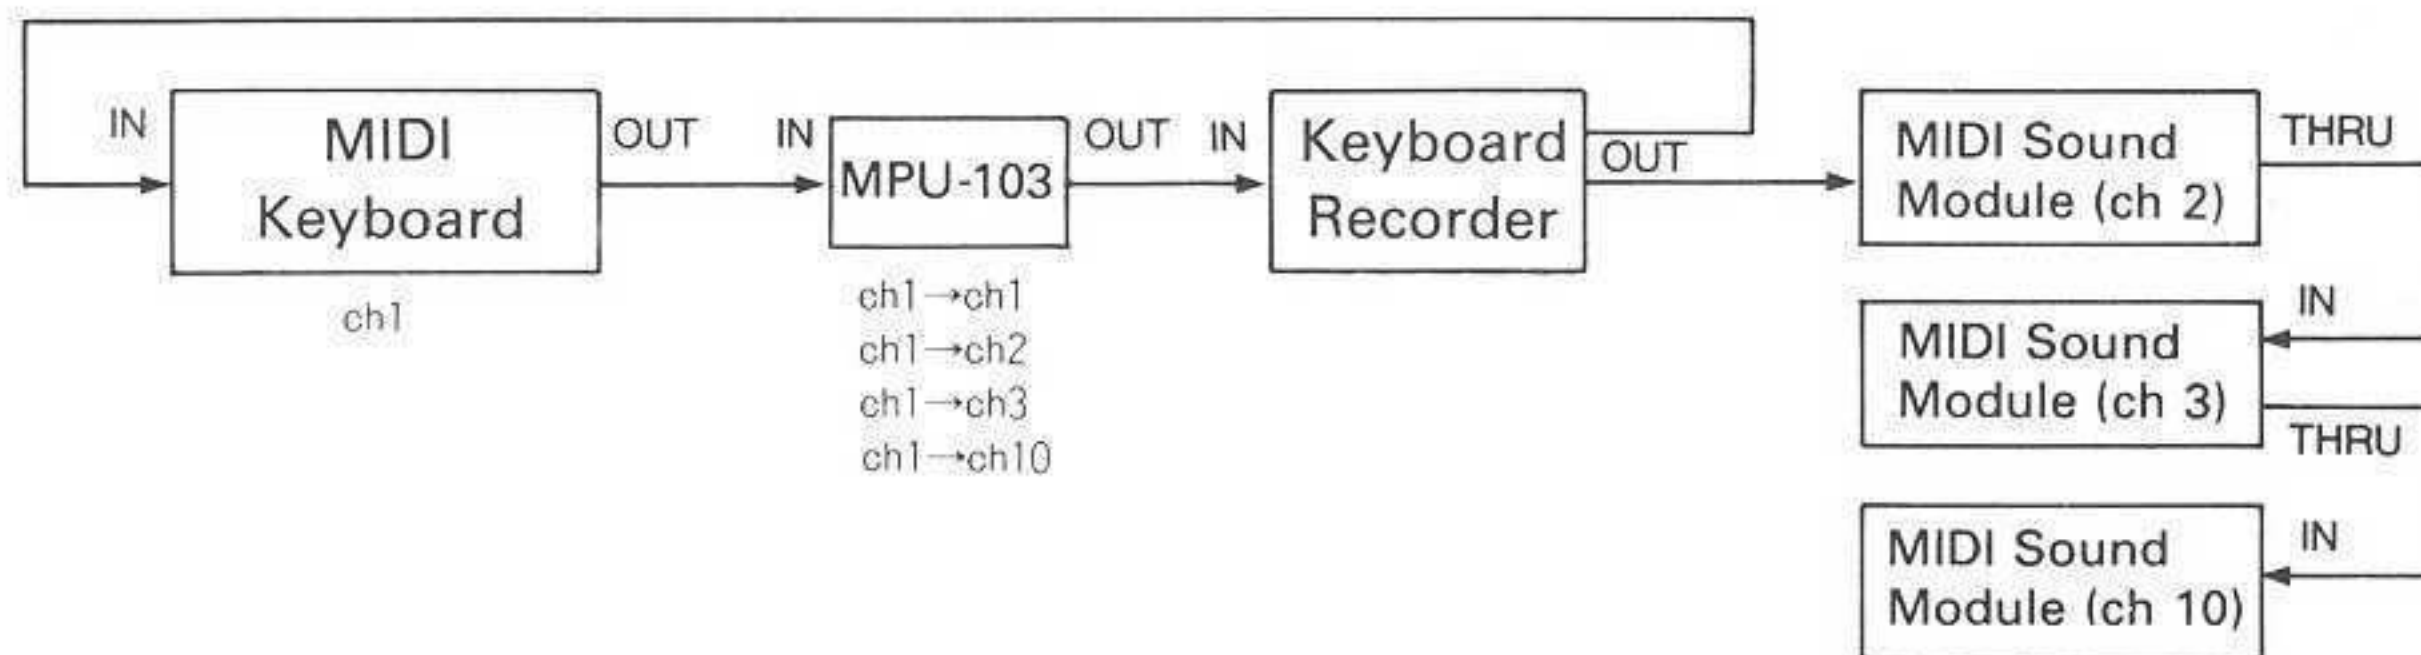 IN
MIDI
Keyboard
OUT
ch1
IN
MPU-103
OUT
ch1→ch1
ch1→ch2
ch1→ch3
ch1→ch10
IN
Keyboard
Recorder
OUT
MIDI Sound
Module (ch 2)
THRU
MIDI Sound
Module (ch 3)
IN
THRU
MIDI Sound
Module (ch 10)
IN